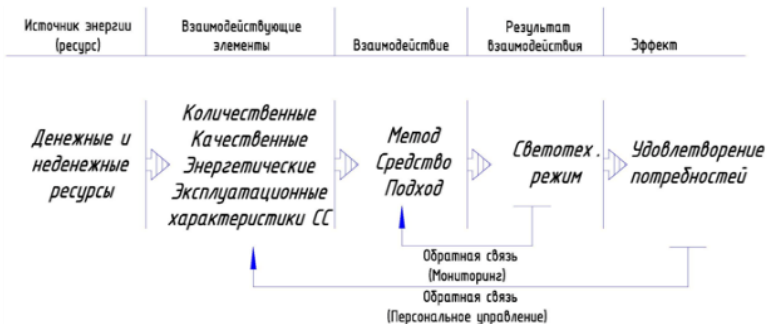 Источник энергии
(ресурс)
Взаимодействующие
элементы
Взаимодействие
Результат
взаимодействия
Эффект
Денежные и
неденежные
ресурсы
Количественные
Качественные
Энергетические
Эксплуатационные
характеристики СС
Метод
Средство
Подход
Светотех.
режим
Удовлетворение
потребностей
Обратная связь
(Мониторинг)
Обратная связь
(Персональное управление)